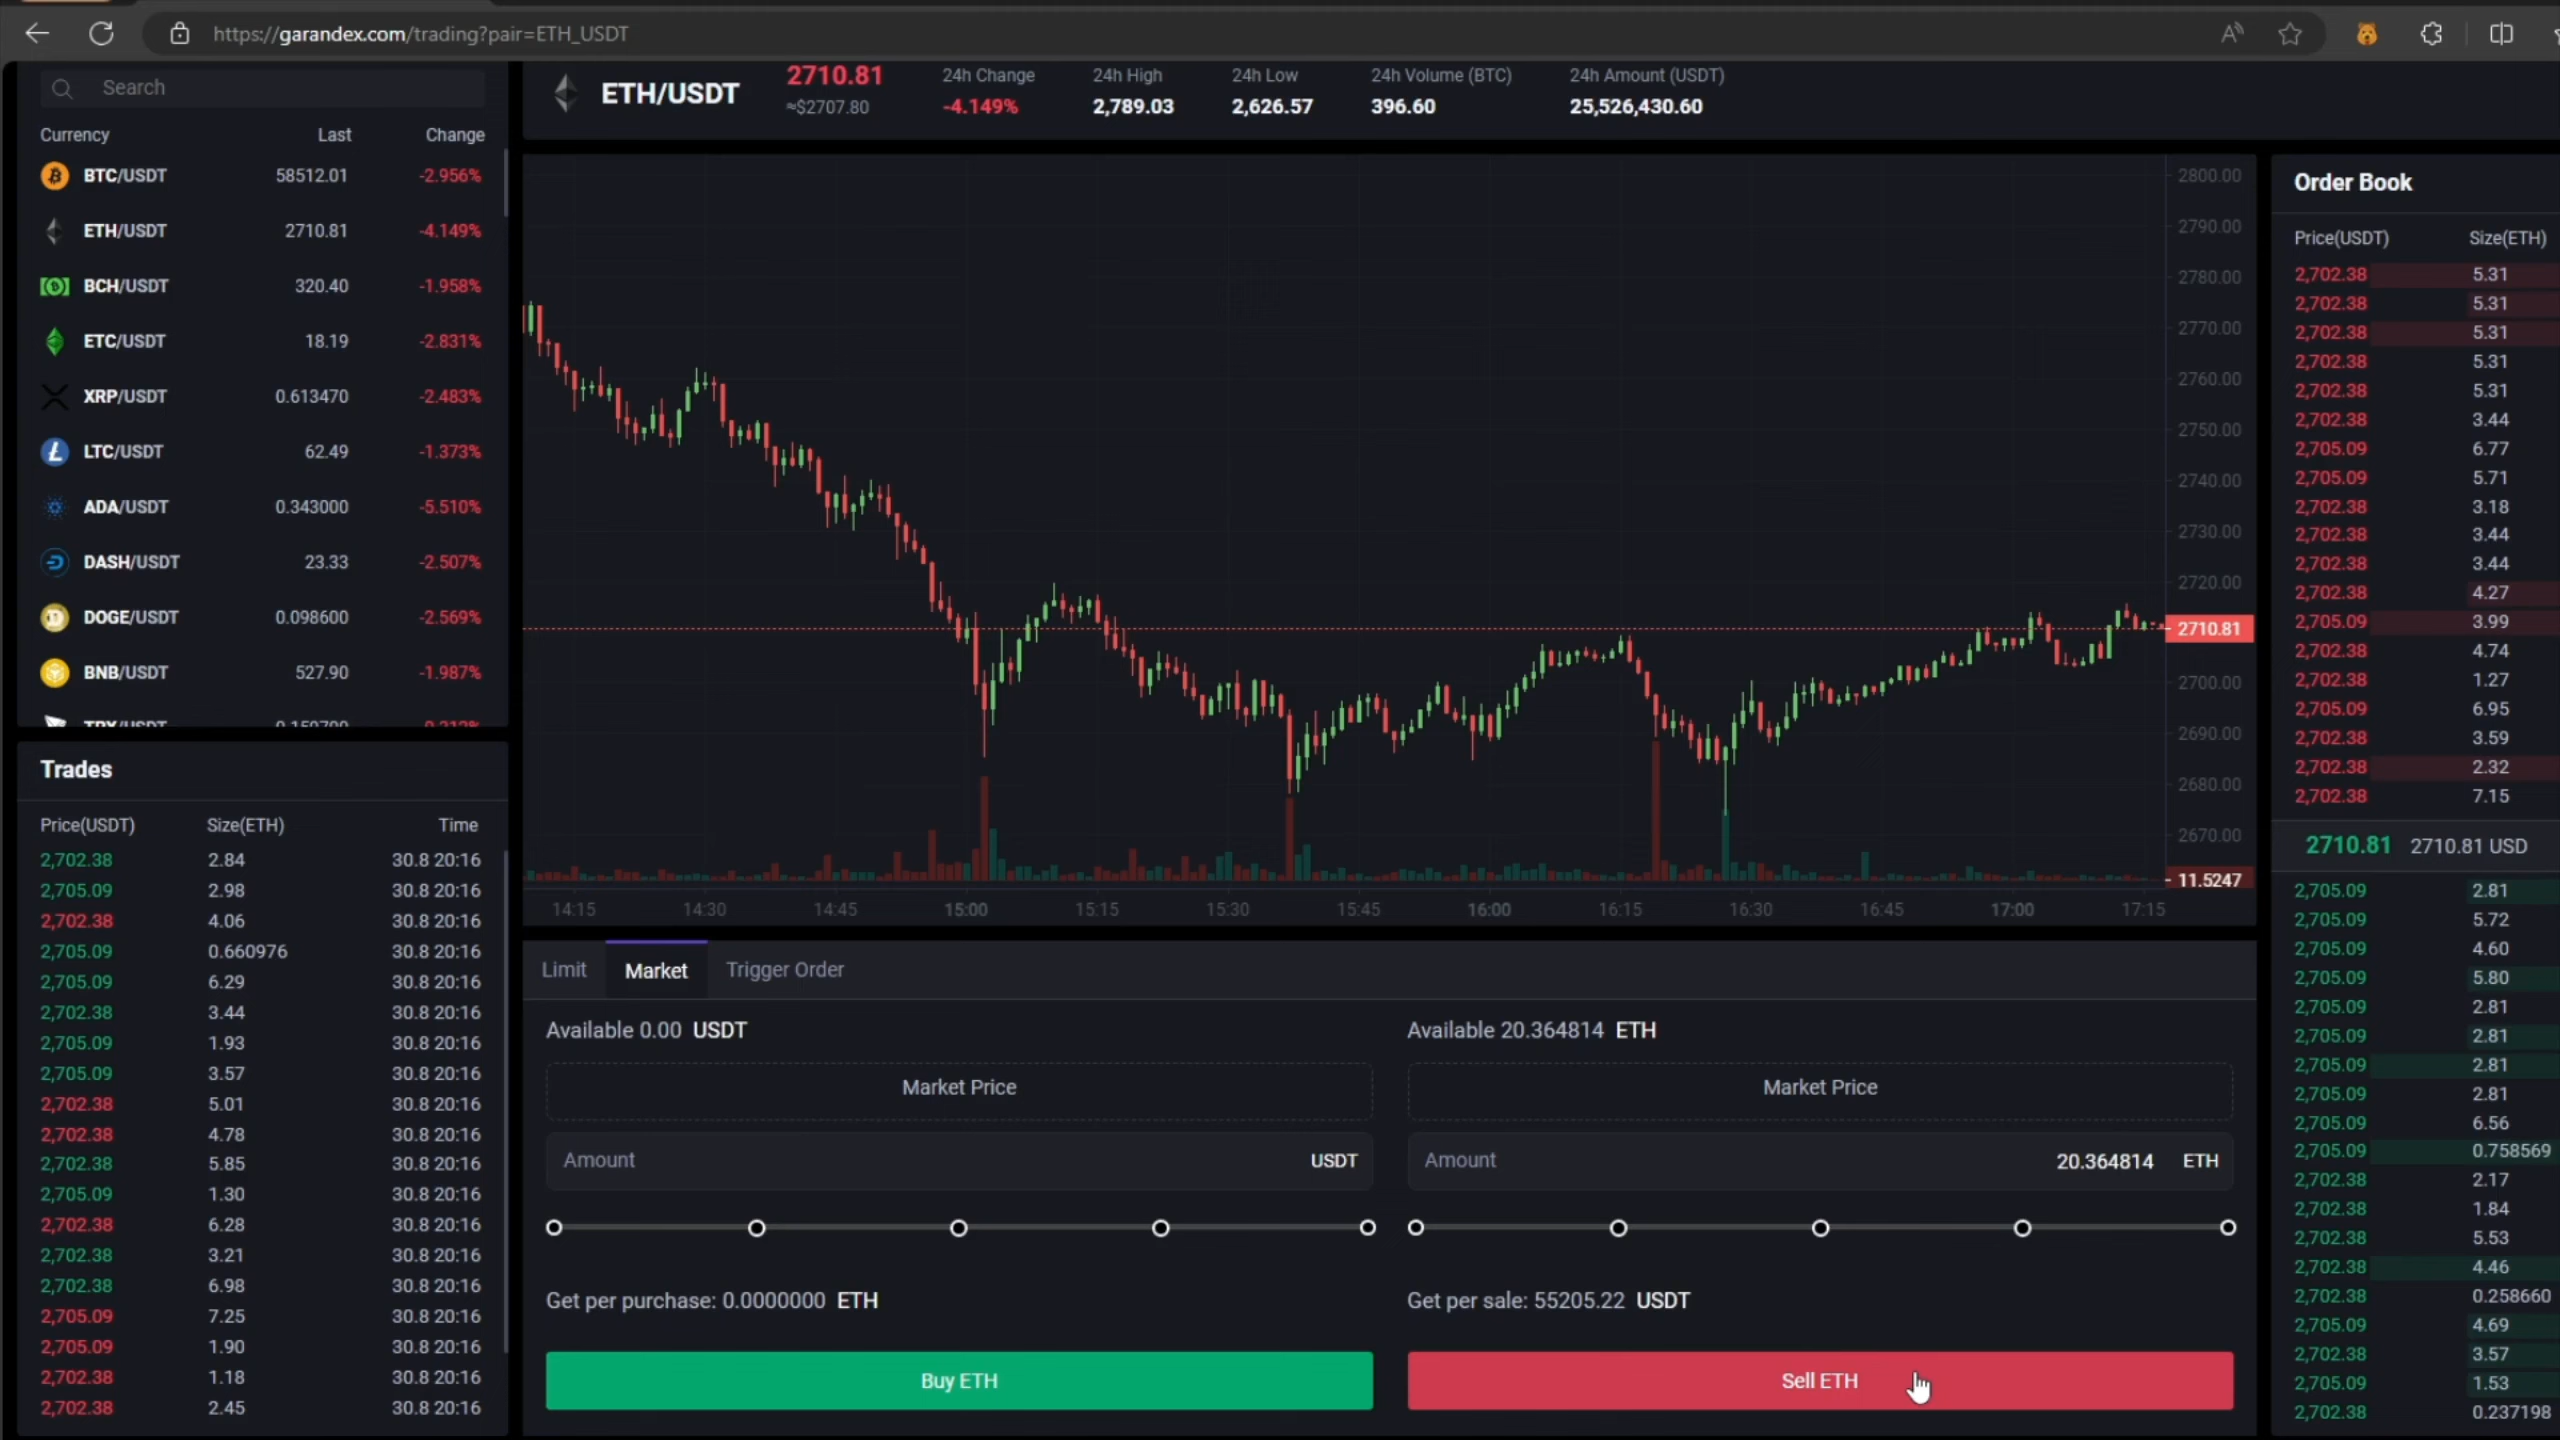 https://garandex.com/trading?pair=ETH_USDT
Search
Currency Last Change
BTC/USDT 58512.01 -2.956%
ETH/USDT 2710.81 -4.149%
BCH/USDT 320.40 -1.958%
ETC/USDT 18.19 -2.831%
XRP/USDT 0.613470 -2.483%
LTC/USDT 62.49 -1.373%
ADA/USDT 0.343000 -5.510%
DASH/USDT 23.33 -2.507%
DOGE/USDT 0.098600 -2.569%
BNB/USDT 527.90 -1.987%
Trades
Price(USDT) Size(ETH) Time
2,702.38 2.84 30.8 20:16
2,705.09 2.98 30.8 20:16
2,702.38 4.06 30.8 20:16
2,705.09 0.660976 30.8 20:16
2,705.09 6.29 30.8 20:16
2,702.38 3.44 30.8 20:16
2,705.09 1.93 30.8 20:16
2,705.09 3.57 30.8 20:16
2,702.38 5.01 30.8 20:16
2,702.38 4.78 30.8 20:16
2,702.38 5.85 30.8 20:16
2,705.09 1.30 30.8 20:16
2,702.38 6.28 30.8 20:16
2,702.38 3.21 30.8 20:16
2,702.38 6.98 30.8 20:16
2,705.09 7.25 30.8 20:16
2,705.09 1.90 30.8 20:16
2,702.38 1.18 30.8 20:16
2,702.38 2.45 30.8 20:16
ETH/USDT
2710.81
≈$2707.80
24h Change
-4.149%
24h High
2,789.03
24h Low
2,626.57
24h Volume (BTC)
396.60
24h Amount (USDT)
25,526,430.60
2800.00
2790.00
2780.00
2770.00
2760.00
2750.00
2740.00
2730.00
2720.00
2710.81
2700.00
2690.00
2680.00
2670.00
11.5247
14:15 14:30 14:45 15:00 15:15 15:30 15:45 16:00 16:15 16:30 16:45 17:00 17:15
Limit Market Trigger Order
Available 0.00 USDT
Market Price
Amount USDT
Get per purchase: 0.0000000 ETH
Buy ETH
Available 20.364814 ETH
Market Price
Amount 20.364814 ETH
Get per sale: 55205.22 USDT
Sell ETH
Order Book
Price(USDT) Size(ETH)
2,702.38 5.31
2,702.38 5.31
2,702.38 5.31
2,702.38 5.31
2,702.38 5.31
2,702.38 3.44
2,705.09 6.77
2,705.09 5.71
2,702.38 3.18
2,702.38 3.44
2,702.38 3.44
2,702.38 4.27
2,705.09 3.99
2,702.38 4.74
2,702.38 1.27
2,705.09 6.95
2,702.38 3.59
2,702.38 2.32
2,702.38 7.15
2710.81 2710.81 USD
2,705.09 2.81
2,705.09 5.72
2,705.09 4.60
2,705.09 5.80
2,705.09 2.81
2,705.09 2.81
2,705.09 2.81
2,705.09 2.81
2,705.09 6.56
2,705.09 0.758569
2,702.38 2.17
2,702.38 1.84
2,702.38 5.53
2,702.38 4.46
2,702.38 0.258660
2,705.09 4.69
2,702.38 3.57
2,705.09 1.53
2,702.38 0.237198